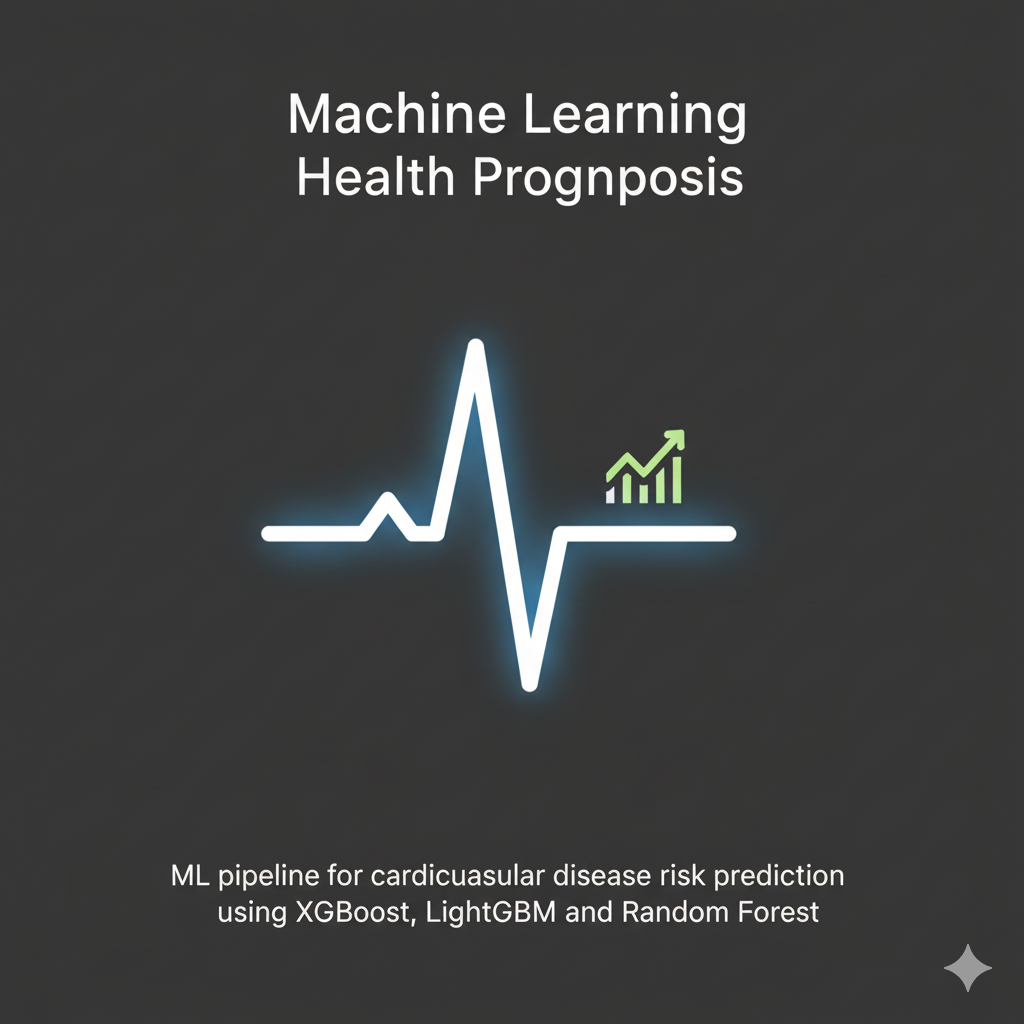 Machine Learning
Health Prognposis
ML pipeline for cardicuasular disease risk prediction
using XGBoost, LightGBM and Random Forest